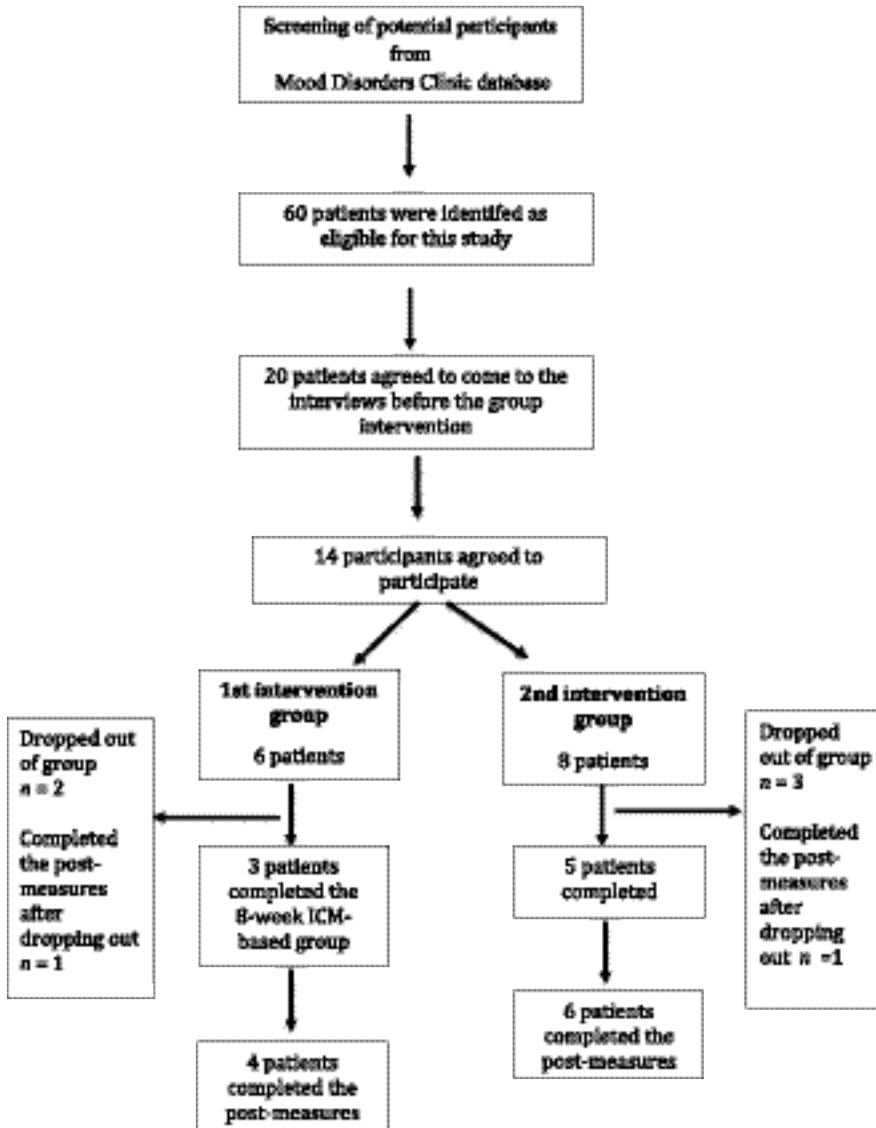 Screening of potential participants
from
Mood Disorders Clinic database
60 patients were identifed as
eligible for this study
20 patients agreed to come to the
interviews before the group
intervention
14 participants agreed to
participate
1st intervention
group
6 patients
2nd intervention
group
8 patients
Dropped out
of group
n = 2
Completed
the post-
measures
after
dropping out
n = 1
Dropped
out of group
n = 3
Completed
the post-
measures
after
dropping
out n =1
3 patients
completed the
8-week ICM-
based group
5 patients
completed
4 patients
completed the
post-measures
6 patients
completed the
post-measures